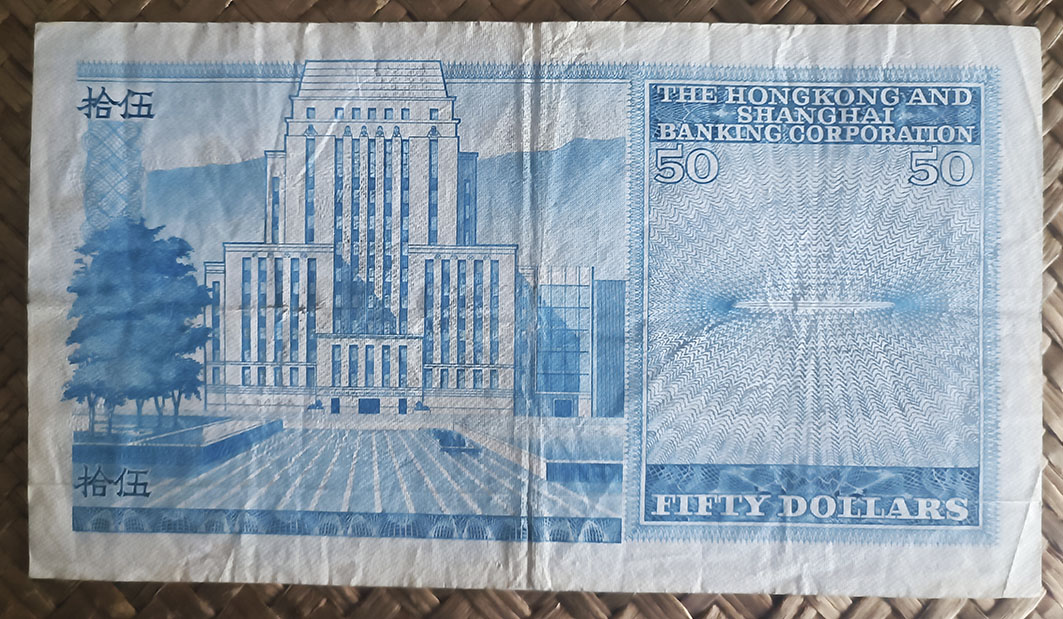 拾伍
THE HONGKONG AND
SHANGHAI
BANKING CORPORATION
50 50
拾伍
FIFTY DOLLARS